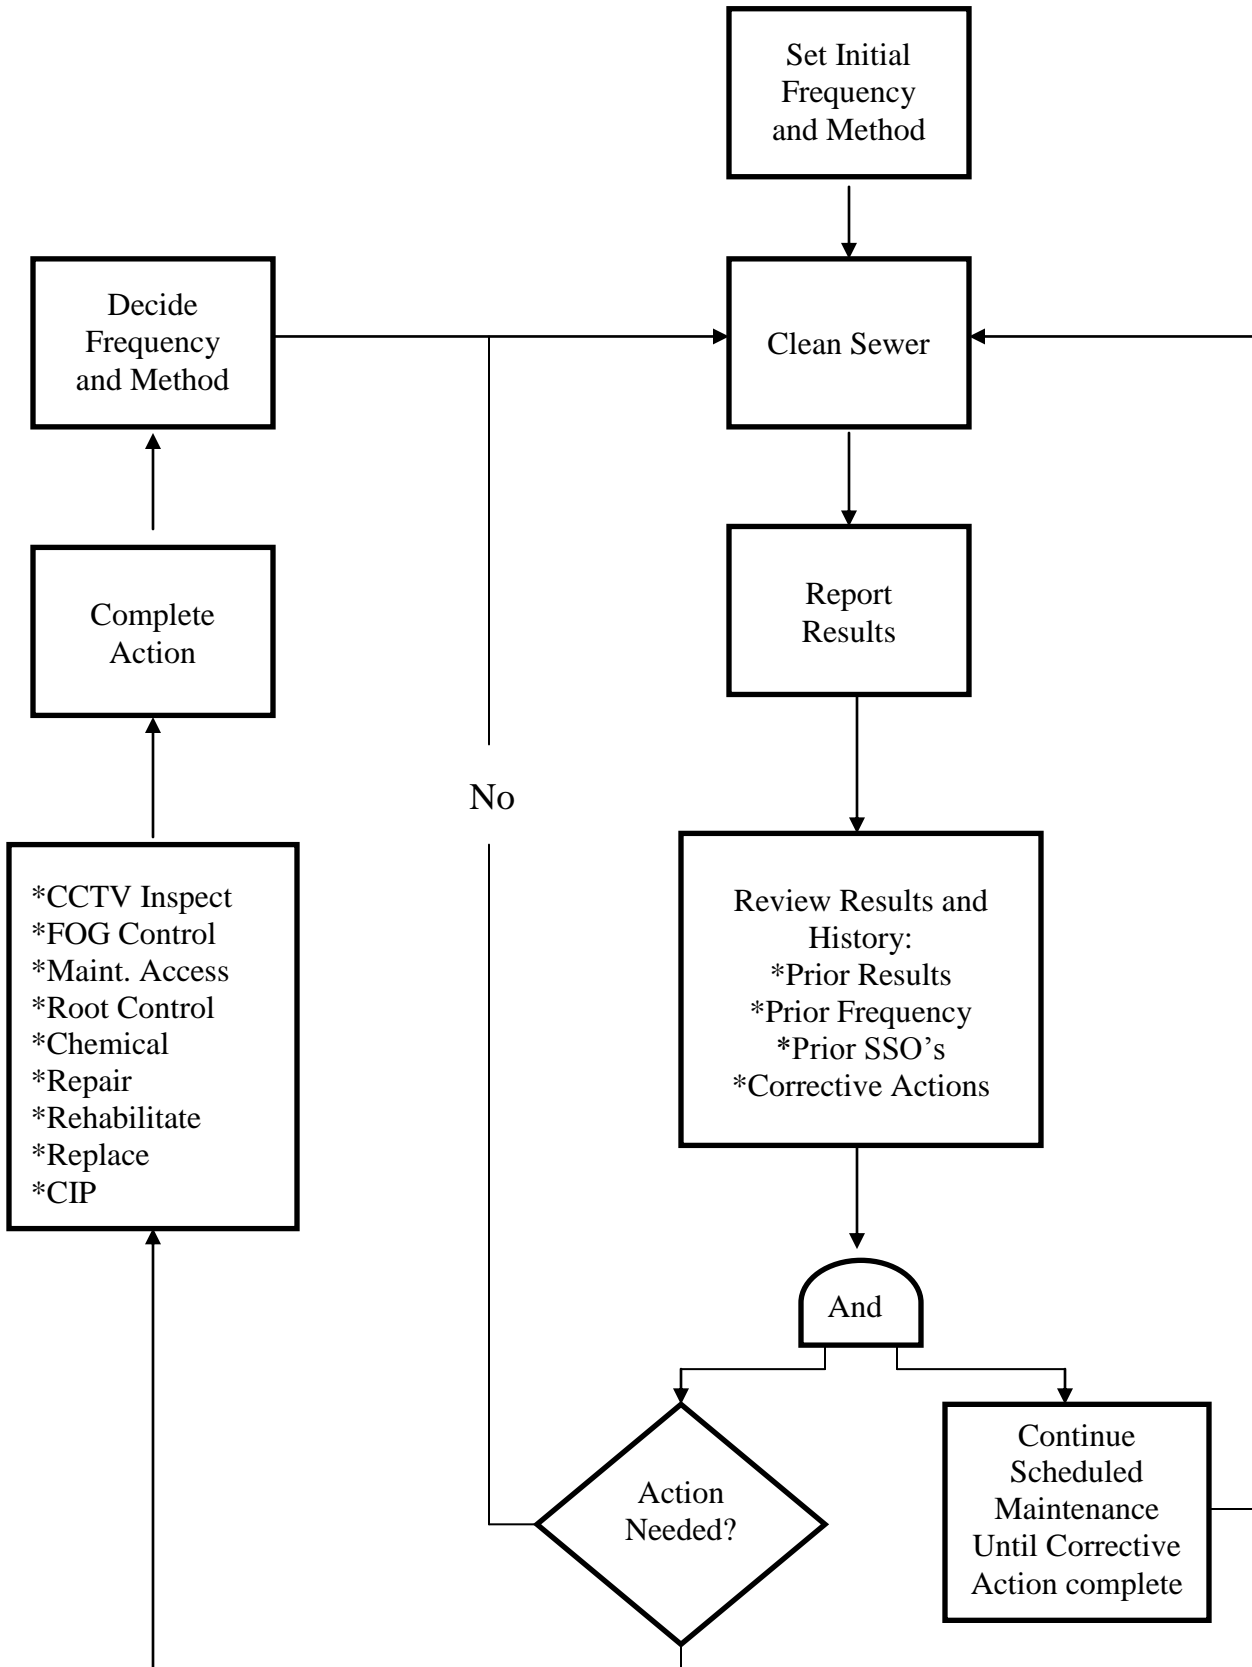 Set Initial
Frequency
and Method
Decide
Frequency
and Method
Clean Sewer
Complete
Action
Report
Results
No
*CCTV Inspect
*FOG Control
*Maint. Access
*Root Control
*Chemical
*Repair
*Rehabilitate
*Replace
*CIP
Review Results and
History:
*Prior Results
*Prior Frequency
*Prior SSO’s
*Corrective Actions
And
Action
Needed?
Continue
Scheduled
Maintenance
Until Corrective
Action complete